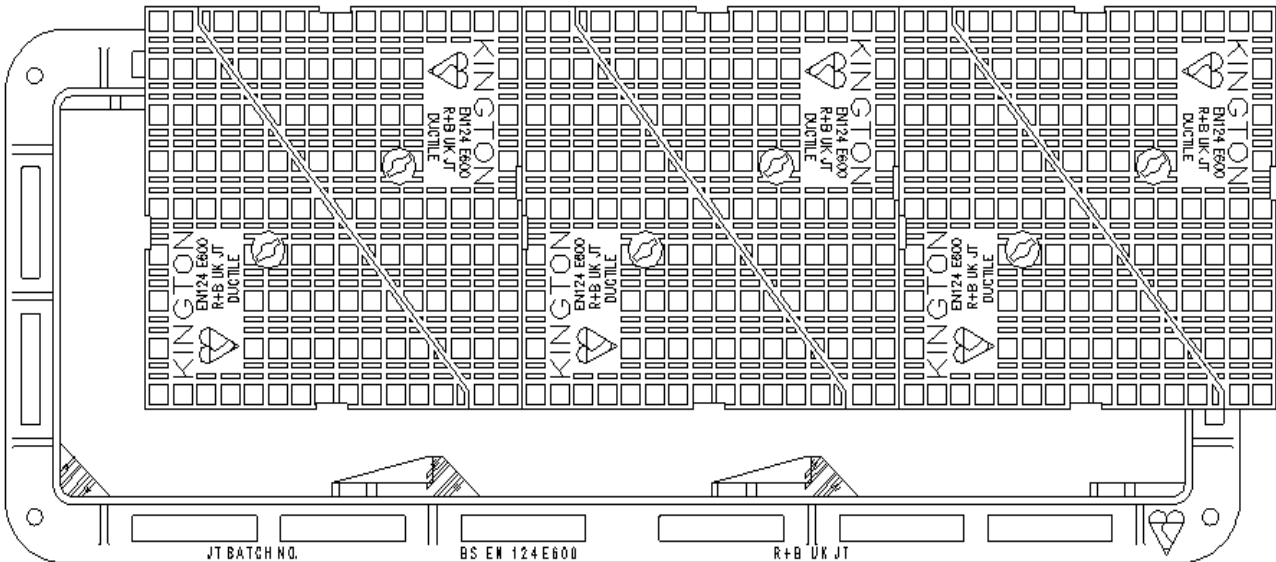 KINGTON
EN124 E600
R+B UK JT
DUCTILE
KINGTON
EN124 E600
R+B UK JT
DUCTILE
KINGTON
EN124 E600
R+B UK JT
DUCTILE
KINGTON
EN124 E600
R+B UK JT
DUCTILE
KINGTON
EN124 E600
R+B UK JT
DUCTILE
KINGTON
EN124 E600
R+B UK JT
DUCTILE
JT BATCH NO. BS EN 124 E600 R+B UK JT